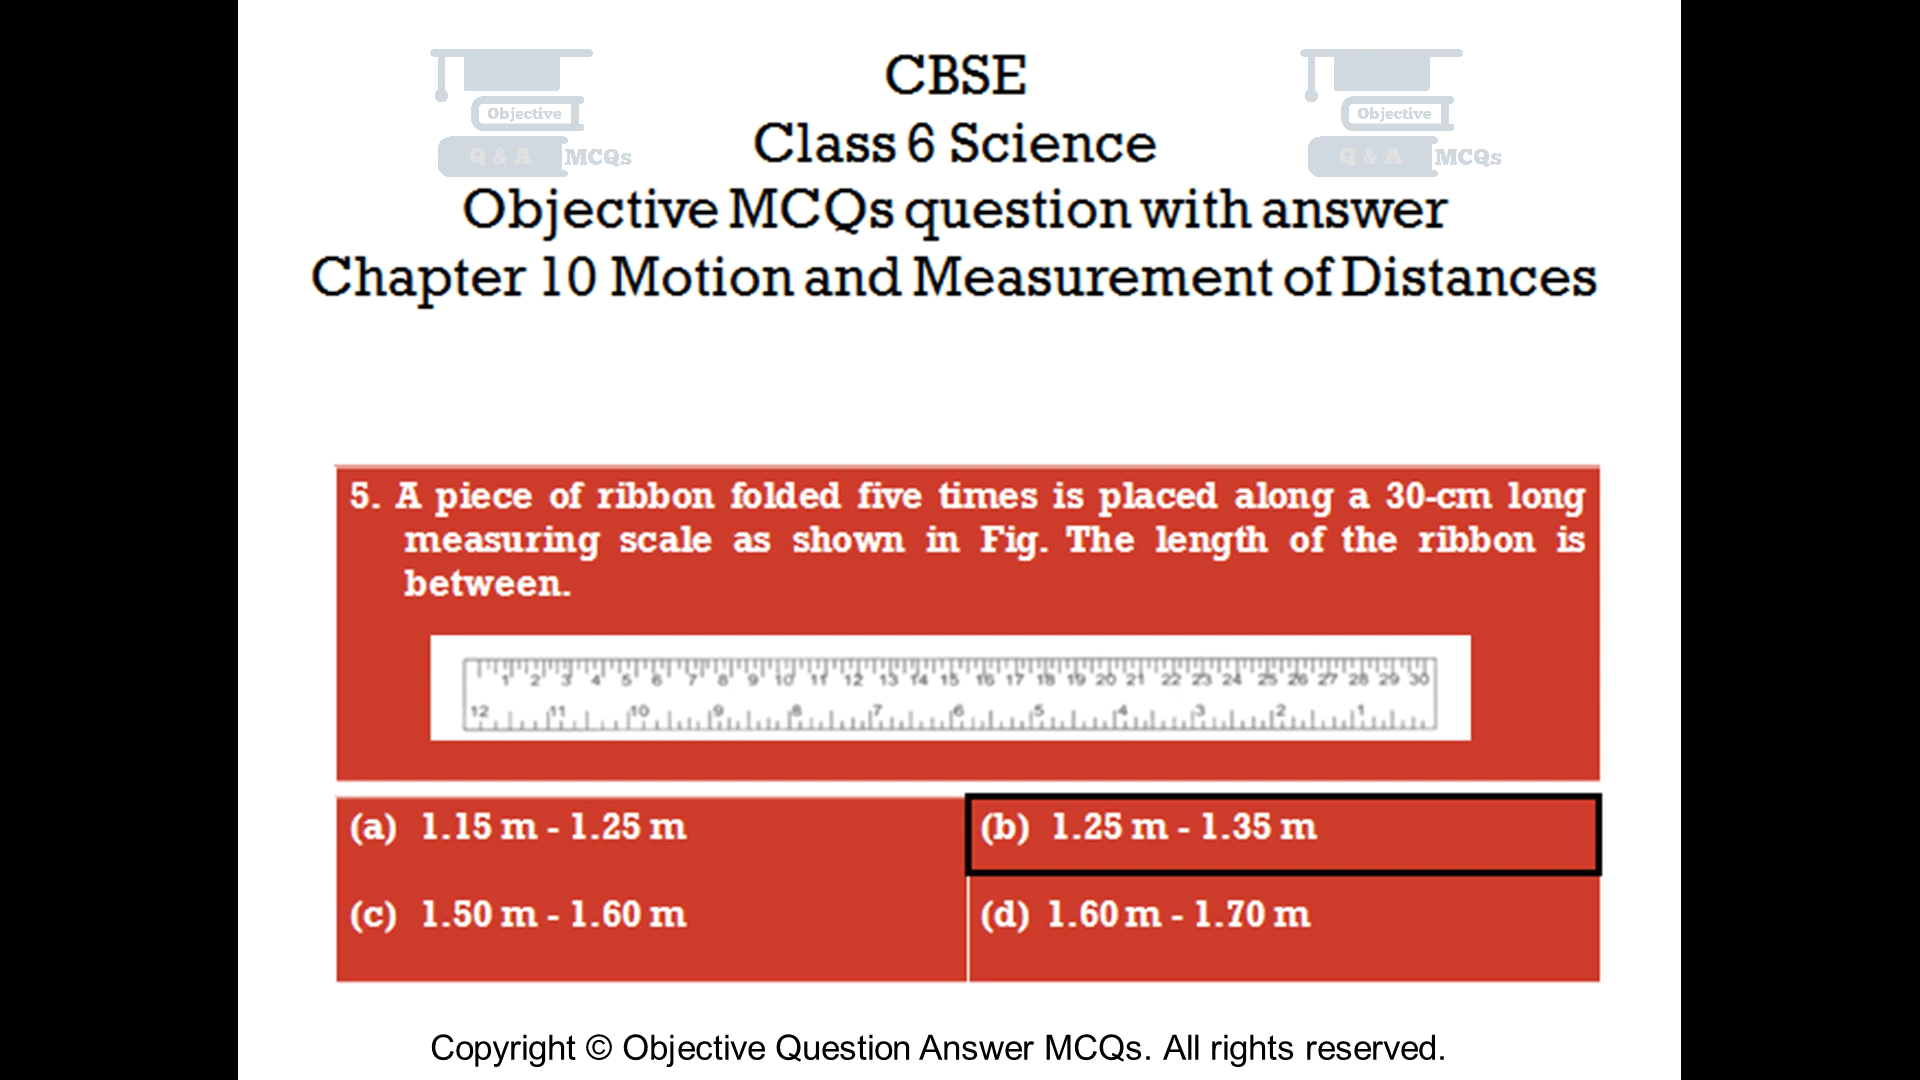 CBSE
Objective
Q & A MCQs
Objective
Q & A MCQs
Class 6 Science
Objective MCQs question with answer
Chapter 10 Motion and Measurement of Distances
5. A piece of ribbon folded five times is placed along a 30-cm long
measuring scale as shown in Fig. The length of the ribbon is
between.
1 2 3 4 5 6 7 8 9 10 11 12 13 14 15 16 17 18 19 20 21 22 23 24 25 26 27 28 29 30
12 11 10 9 8 7 6 5 4 3 2 1
(a) 1.15 m - 1.25 m
(b) 1.25 m - 1.35 m
(c) 1.50 m - 1.60 m
(d) 1.60 m - 1.70 m
Copyright © Objective Question Answer MCQs. All rights reserved.